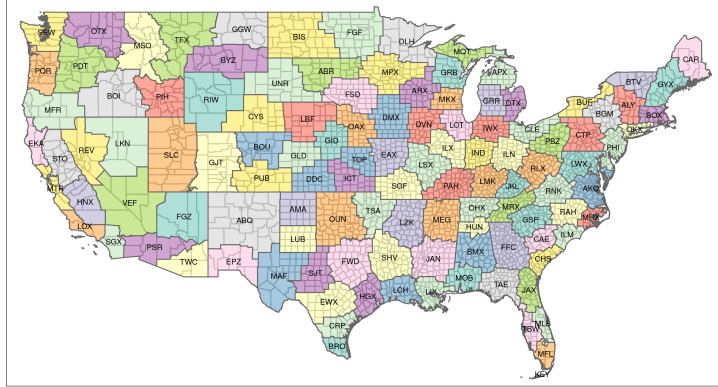 SEW
OTX
MSO
TFX
GGW
BIS
FGF
DLH
MQT
CAR
PQR
PDT
BYZ
ABR
MPX
GRB
APX
BTV
GYX
BOI
PIH
RIW
UNR
FSD
ARX
MKX
GRR
DTX
BUF
BGM
ALY
BOX
MFR
CYS
LBF
OAX
DMX
DVN
LOT
IWX
CLE
PBZ
CTP
OKX
EKA
STO
REV
LKN
SLC
GJT
BOU
GLD
GID
TOP
EAX
LSX
ILX
IND
ILN
RLX
LWX
PHI
MTR
HNX
VEF
PUB
DDC
ICT
SGF
PAH
LMK
JKL
RNK
AKQ
LOX
FGZ
ABQ
AMA
OUN
TSA
LZK
MEG
OHX
MRX
GSP
RAH
MHX
SGX
PSR
TWC
EPZ
LUB
HUN
CAE
ILM
MAF
SJT
FWD
SHV
JAN
BMX
FFC
CHS
EWX
HGX
LCH
LIX
MOB
TAE
JAX
CRP
BRO
TBW
MLB
MFL
KEY